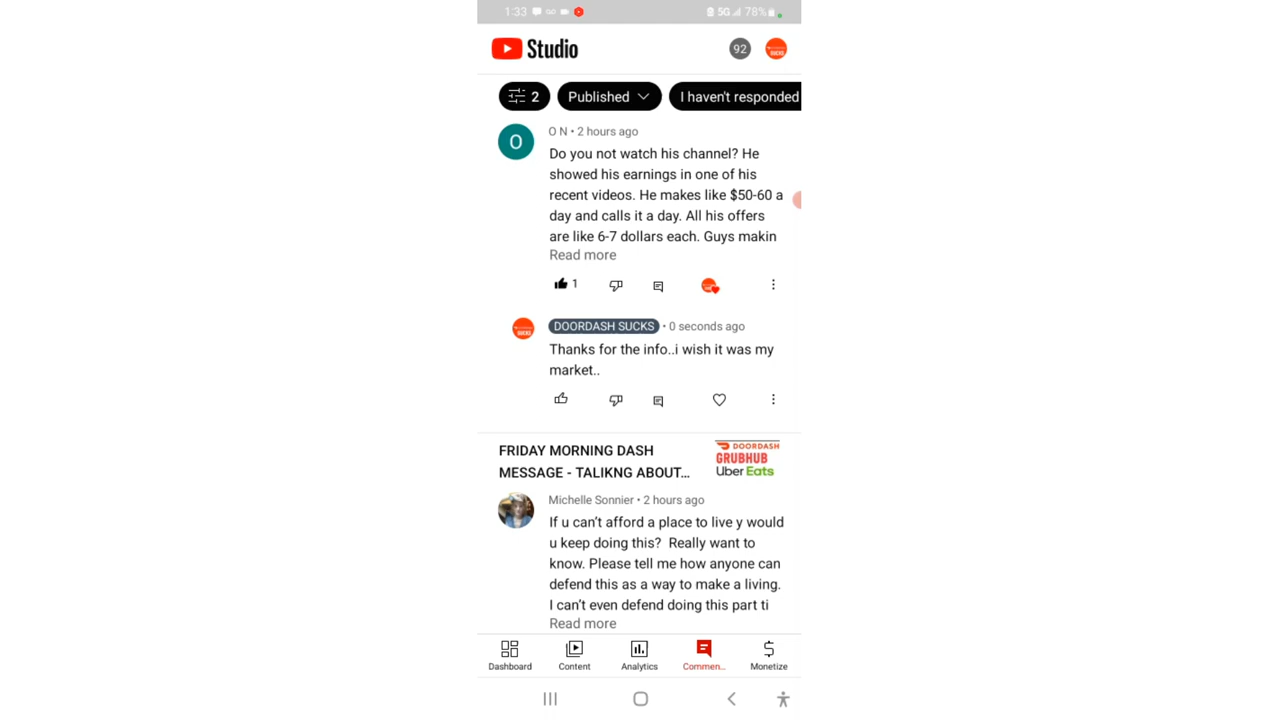 1:33 5G 78%
Studio 92
2 Published I haven't responded
O N • 2 hours ago
O
Do you not watch his channel? He
showed his earnings in one of his
recent videos. He makes like $50-60 a
day and calls it a day. All his offers
are like 6-7 dollars each. Guys makin
Read more
1
DOORDASH SUCKS • 0 seconds ago
SUCKS
Thanks for the info..i wish it was my
market..
FRIDAY MORNING DASH
MESSAGE - TALIKNG ABOUT...
DOORDASH
GRUBHUB
Uber Eats
Michelle Sonnier • 2 hours ago
If u can't afford a place to live y would
u keep doing this?  Really want to
know. Please tell me how anyone can
defend this as a way to make a living.
I can't even defend doing this part ti
Read more
Dashboard Content Analytics Commen... Monetize